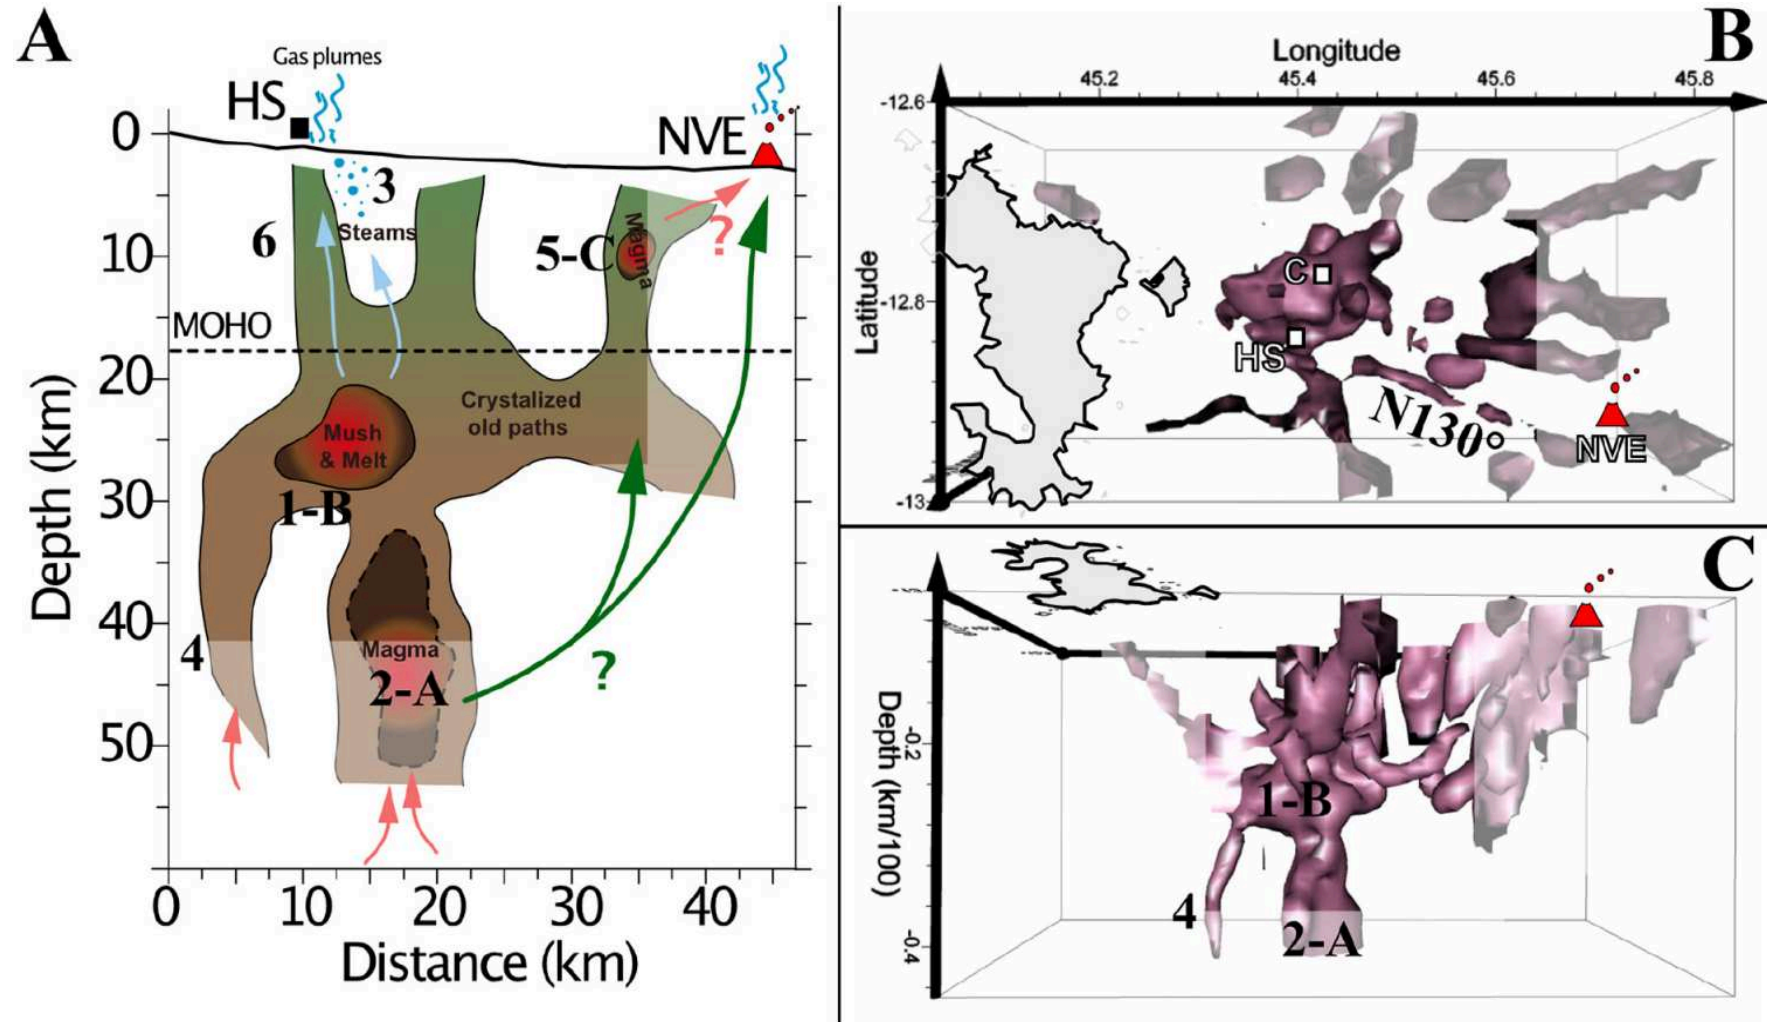 A
Gas plumes
HS
NVE
0
10
20
30
40
50
Depth (km)
3
Steams
6
5-C
Magma
?
MOHO
Crystalized
old paths
Mush
& Melt
1-B
4
Magma
2-A
?
0
10
20
30
40
Distance (km)
B
Longitude
45.2
45.4
45.6
45.8
-12.6
-12.8
-13
Latitude
C
HS
N130°
NVE
C
Depth (km/100)
-0.2
-0.4
1-B
4
2-A